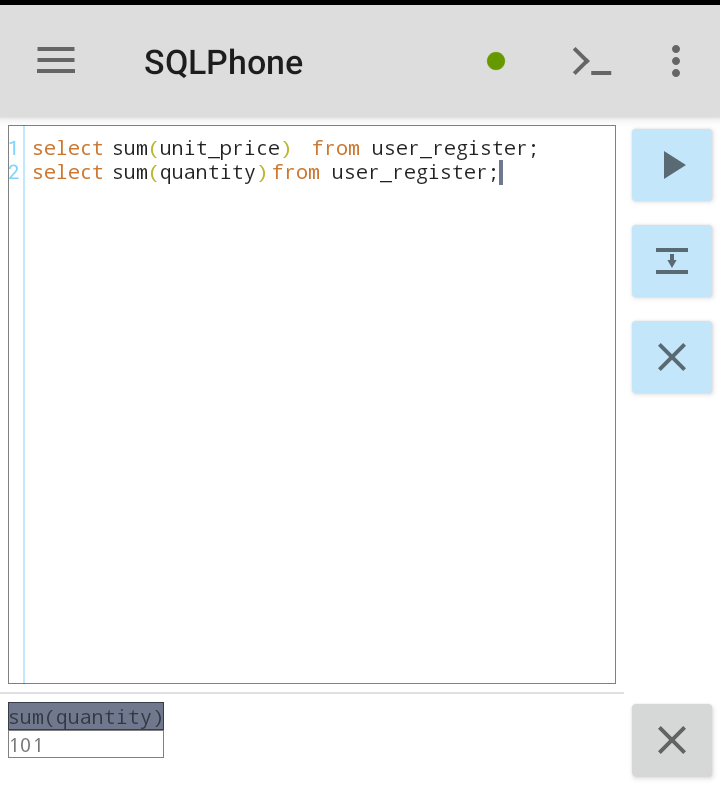 SQLPhone
1 select sum(unit_price) from user_register;
2 select sum(quantity) from user_register;
sum(quantity)
101